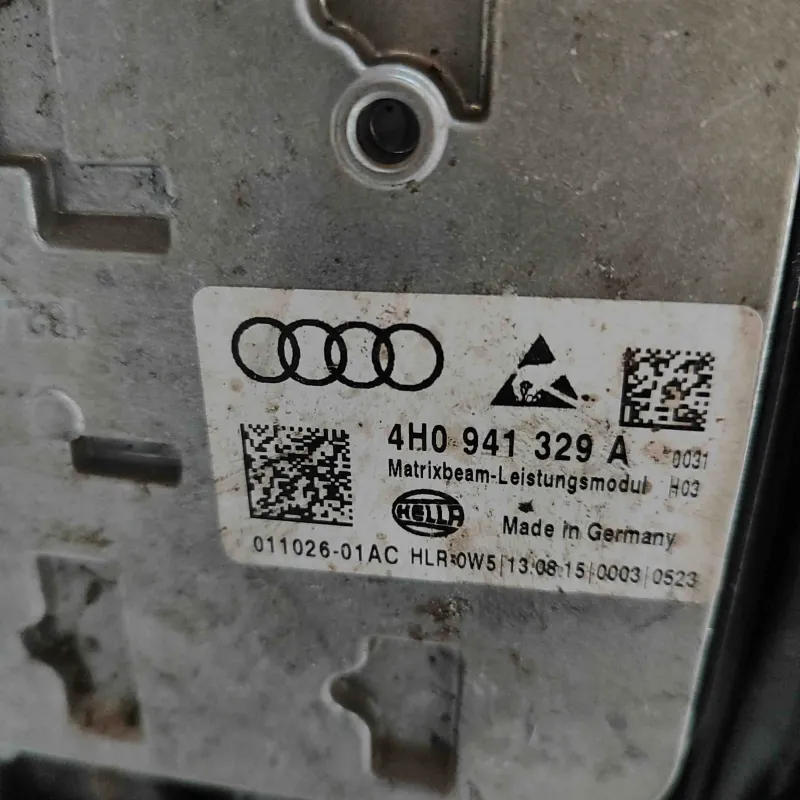 4H0 941 329 A 0031
Matrixbeam-Leistungsmodul H03
HELLA Made in Germany
011026-01AC HLR:0W5|13.08.15|0003|0523